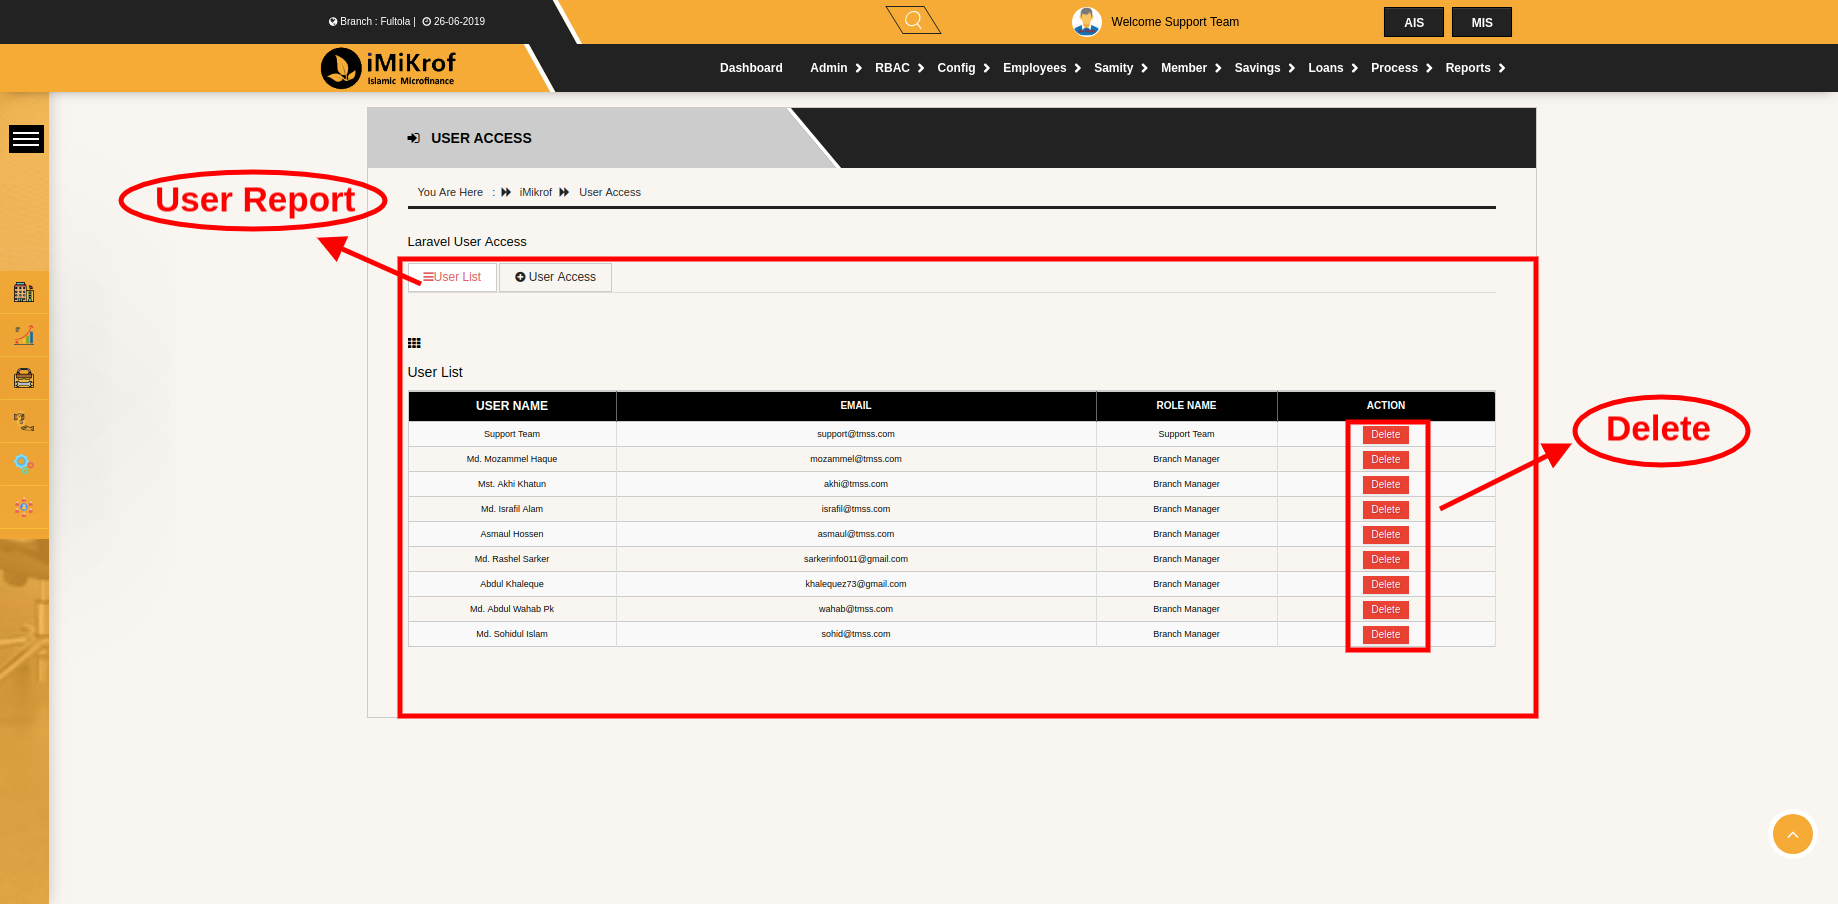 Branch : Fultola | 26-06-2019
Welcome Support Team
AIS MIS
iMiKrof
Islamic Microfinance
Dashboard Admin RBAC Config Employees Samity Member Savings Loans Process Reports
USER ACCESS
You Are Here : iMikrof User Access
User Report
Laravel User Access
User List User Access
User List
USER NAME EMAIL ROLE NAME ACTION
Support Team support@tmss.com Support Team Delete
Md. Mozammel Haque mozammel@tmss.com Branch Manager Delete
Mst. Akhi Khatun akhi@tmss.com Branch Manager Delete
Md. Israfil Alam israfil@tmss.com Branch Manager Delete
Asmaul Hossen asmaul@tmss.com Branch Manager Delete
Md. Rashel Sarker sarkerinfo011@gmail.com Branch Manager Delete
Abdul Khaleque khalequez73@gmail.com Branch Manager Delete
Md. Abdul Wahab Pk wahab@tmss.com Branch Manager Delete
Md. Sohidul Islam sohid@tmss.com Branch Manager Delete
Delete